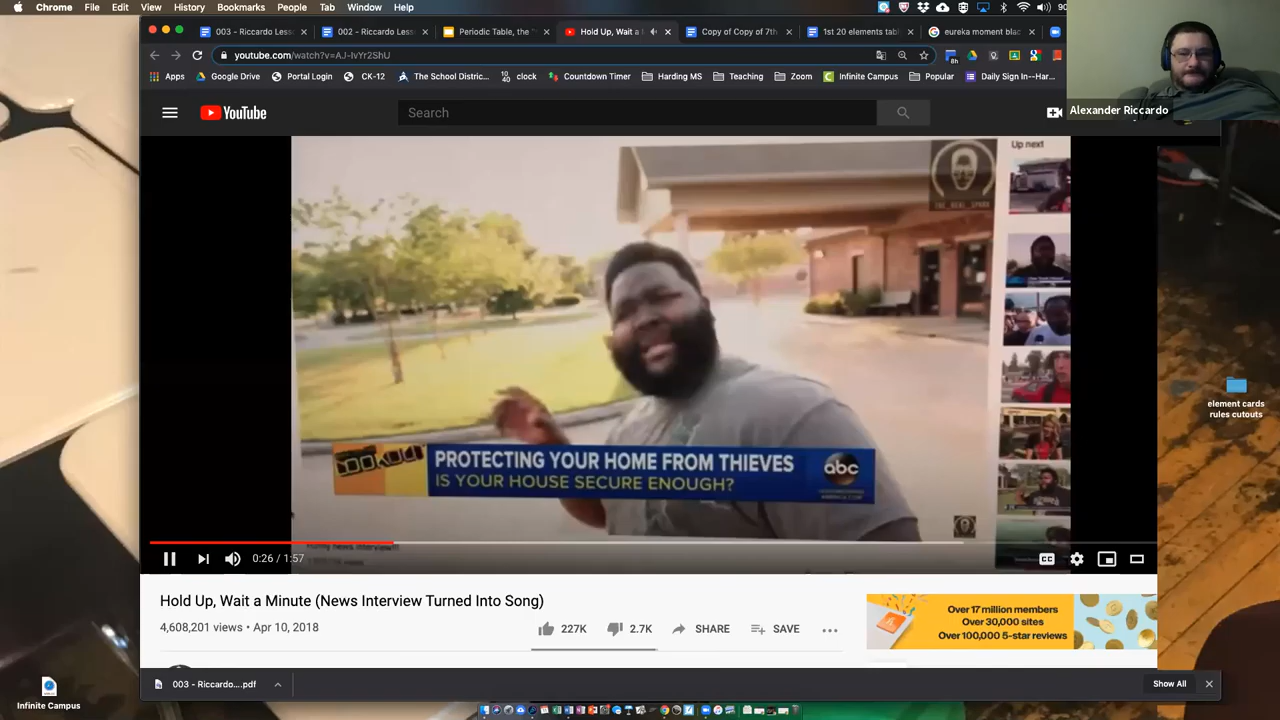 Chrome File Edit View History Bookmarks People Tab Window Help
003 - Riccardo Less
002 - Riccardo Less
Periodic Table, the "
Hold Up, Wait a
Copy of Copy of 7th
1st 20 elements tab
eureka moment bla
youtube.com/watch?v=AJ-IvYr2ShU
Apps Google Drive Portal Login CK-12 The School District... clock Countdown Timer Harding MS Teaching Zoom Infinite Campus Popular Daily Sign In--Har...
Alexander Riccardo
YouTube
Search
Up next
THE_REAL_SPARK
PROTECTING YOUR HOME FROM THIEVES
IS YOUR HOUSE SECURE ENOUGH?
abc
element cards
rules cutouts
0:26 / 1:57
CC
Hold Up, Wait a Minute (News Interview Turned Into Song)
4,608,201 views • Apr 10, 2018
227K 2.7K SHARE SAVE
Over 17 million members
Over 30,000 sites
Over 100,000 5-star reviews
003 - Riccardo....pdf
Show All
Infinite Campus